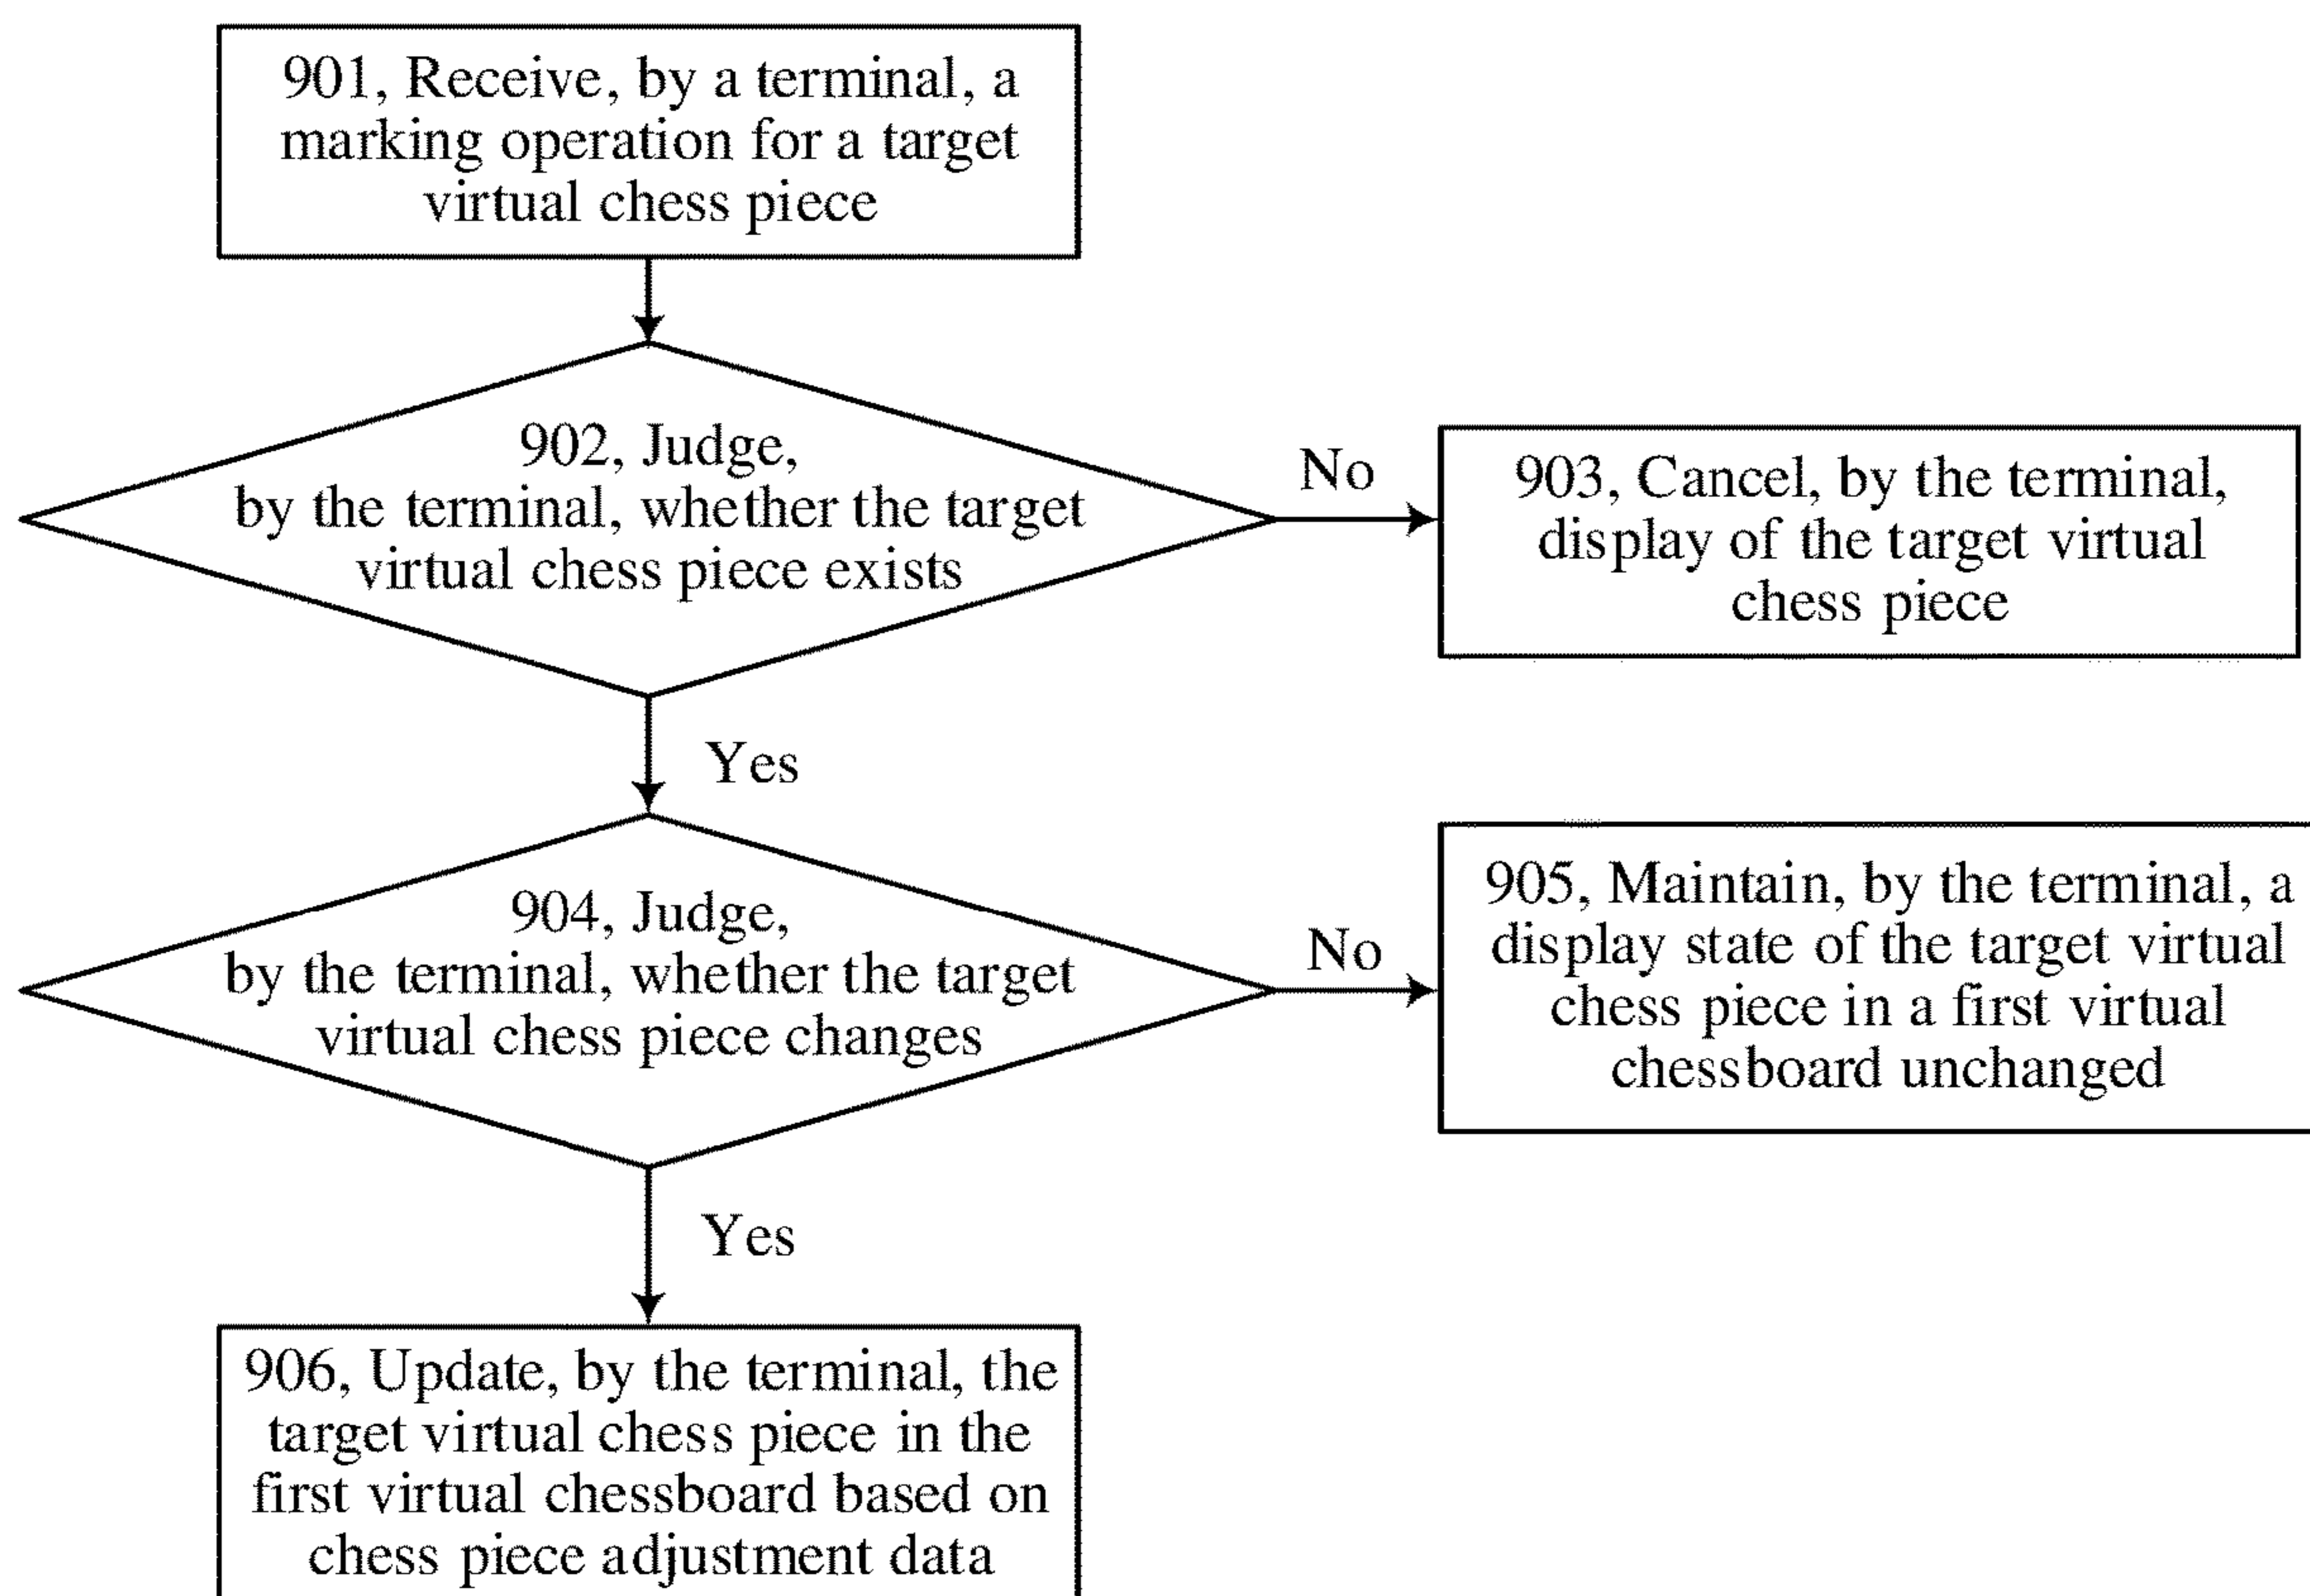 901, Receive, by a terminal, a
marking operation for a target
virtual chess piece
902, Judge,
by the terminal, whether the target
virtual chess piece exists
No
903, Cancel, by the terminal,
display of the target virtual
chess piece
Yes
904, Judge,
by the terminal, whether the target
virtual chess piece changes
No
905, Maintain, by the terminal, a
display state of the target virtual
chess piece in a first virtual
chessboard unchanged
Yes
906, Update, by the terminal, the
target virtual chess piece in the
first virtual chessboard based on
chess piece adjustment data